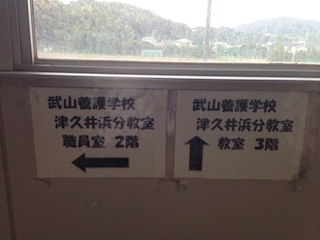 武山養護学校
津久井浜分教室
職員室 2階
←
武山養護学校
津久井浜分教室
↑ 教室 3階